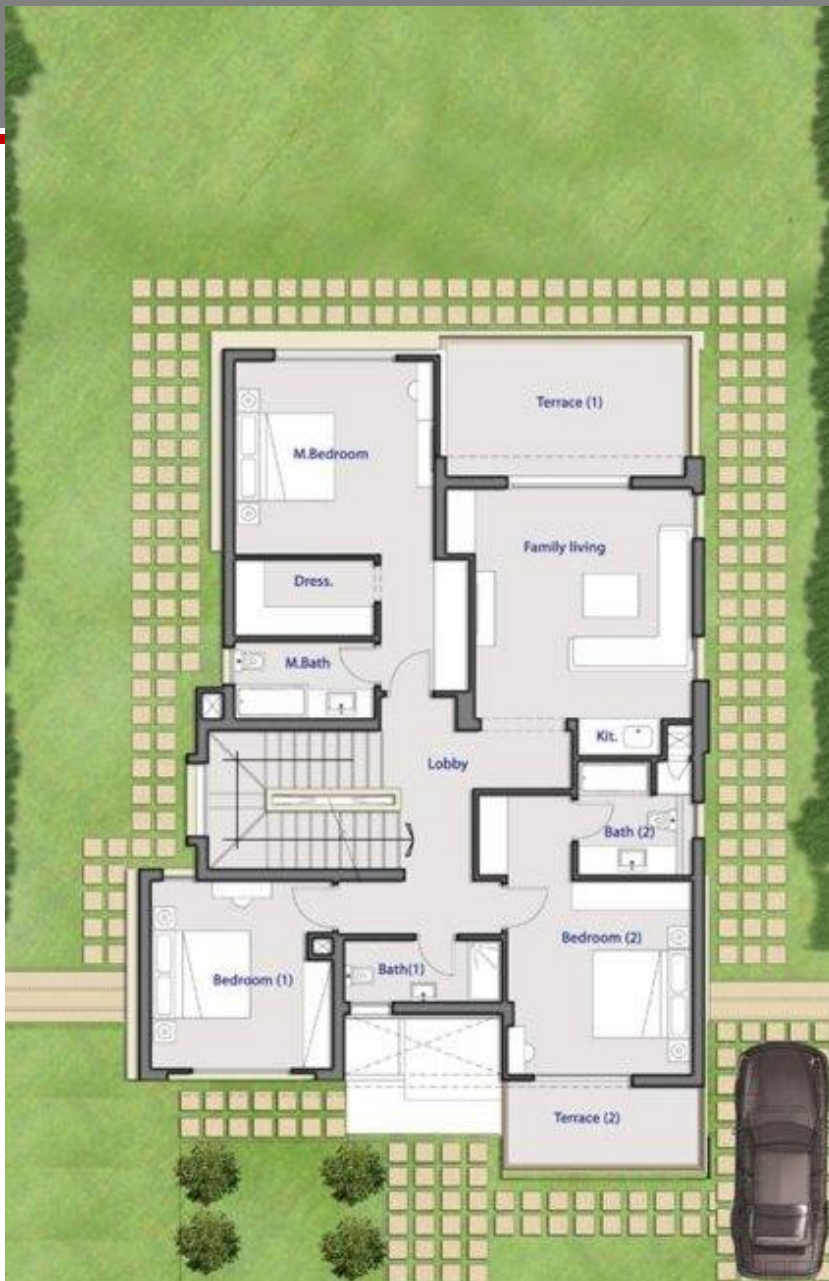 Terrace (1)
M.Bedroom
Family living
Dress.
M.Bath
Kit.
Lobby
Bath (2)
Bedroom (2)
Bath(1)
Bedroom (1)
Terrace (2)